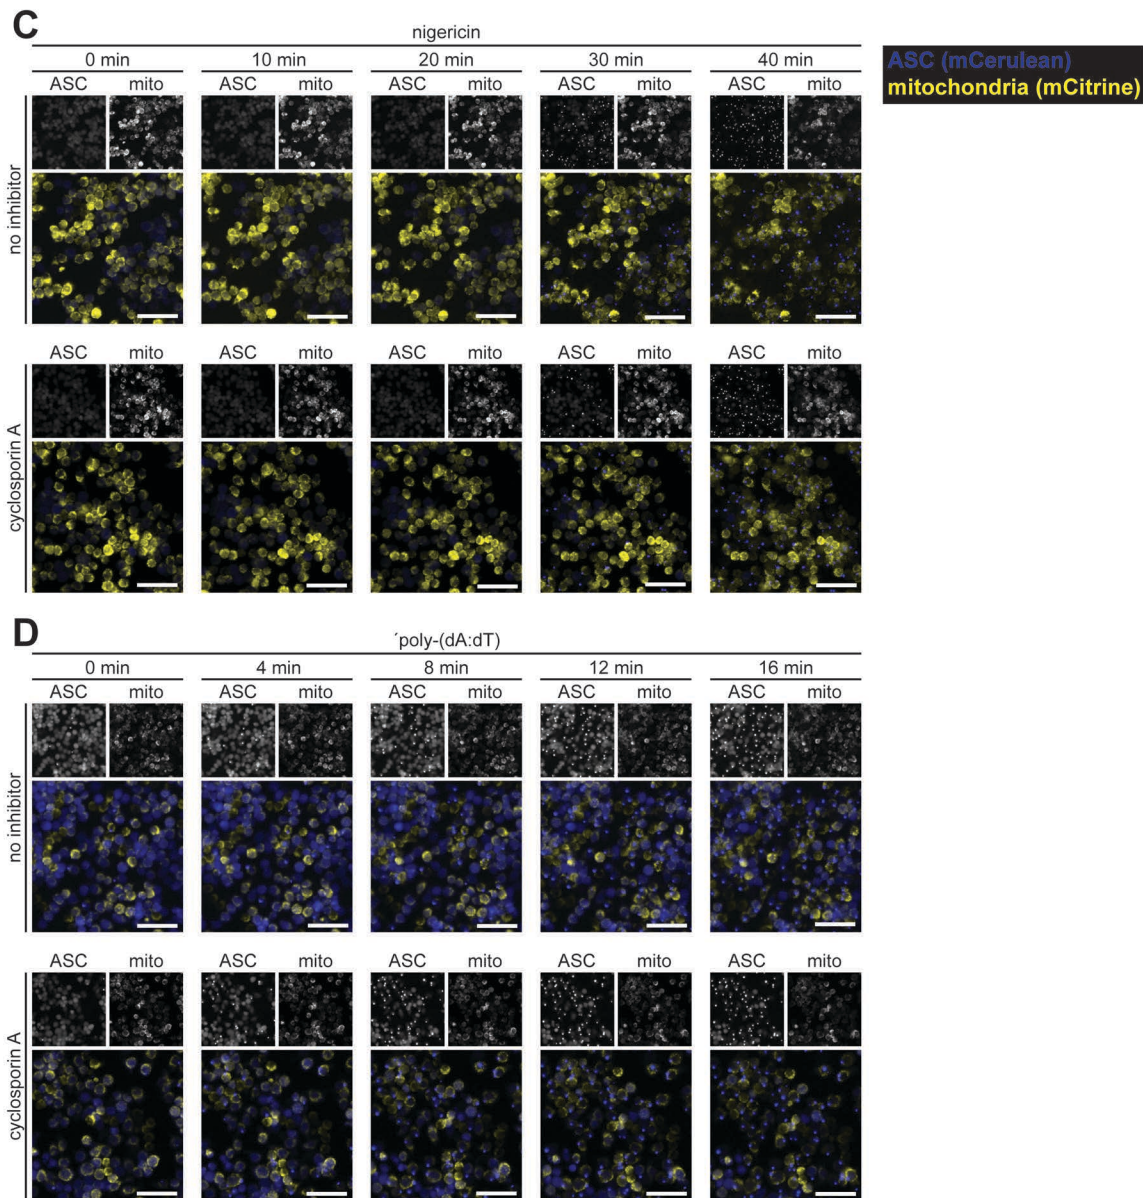 C
nigericin
0 min 10 min 20 min 30 min 40 min
ASC mito ASC mito ASC mito ASC mito ASC mito
no inhibitor
ASC mito ASC mito ASC mito ASC mito ASC mito
cyclosporin A
ASC (mCerulean)
mitochondria (mCitrine)
D
´poly-(dA:dT)
0 min 4 min 8 min 12 min 16 min
ASC mito ASC mito ASC mito ASC mito ASC mito
no inhibitor
ASC mito ASC mito ASC mito ASC mito ASC mito
cyclosporin A